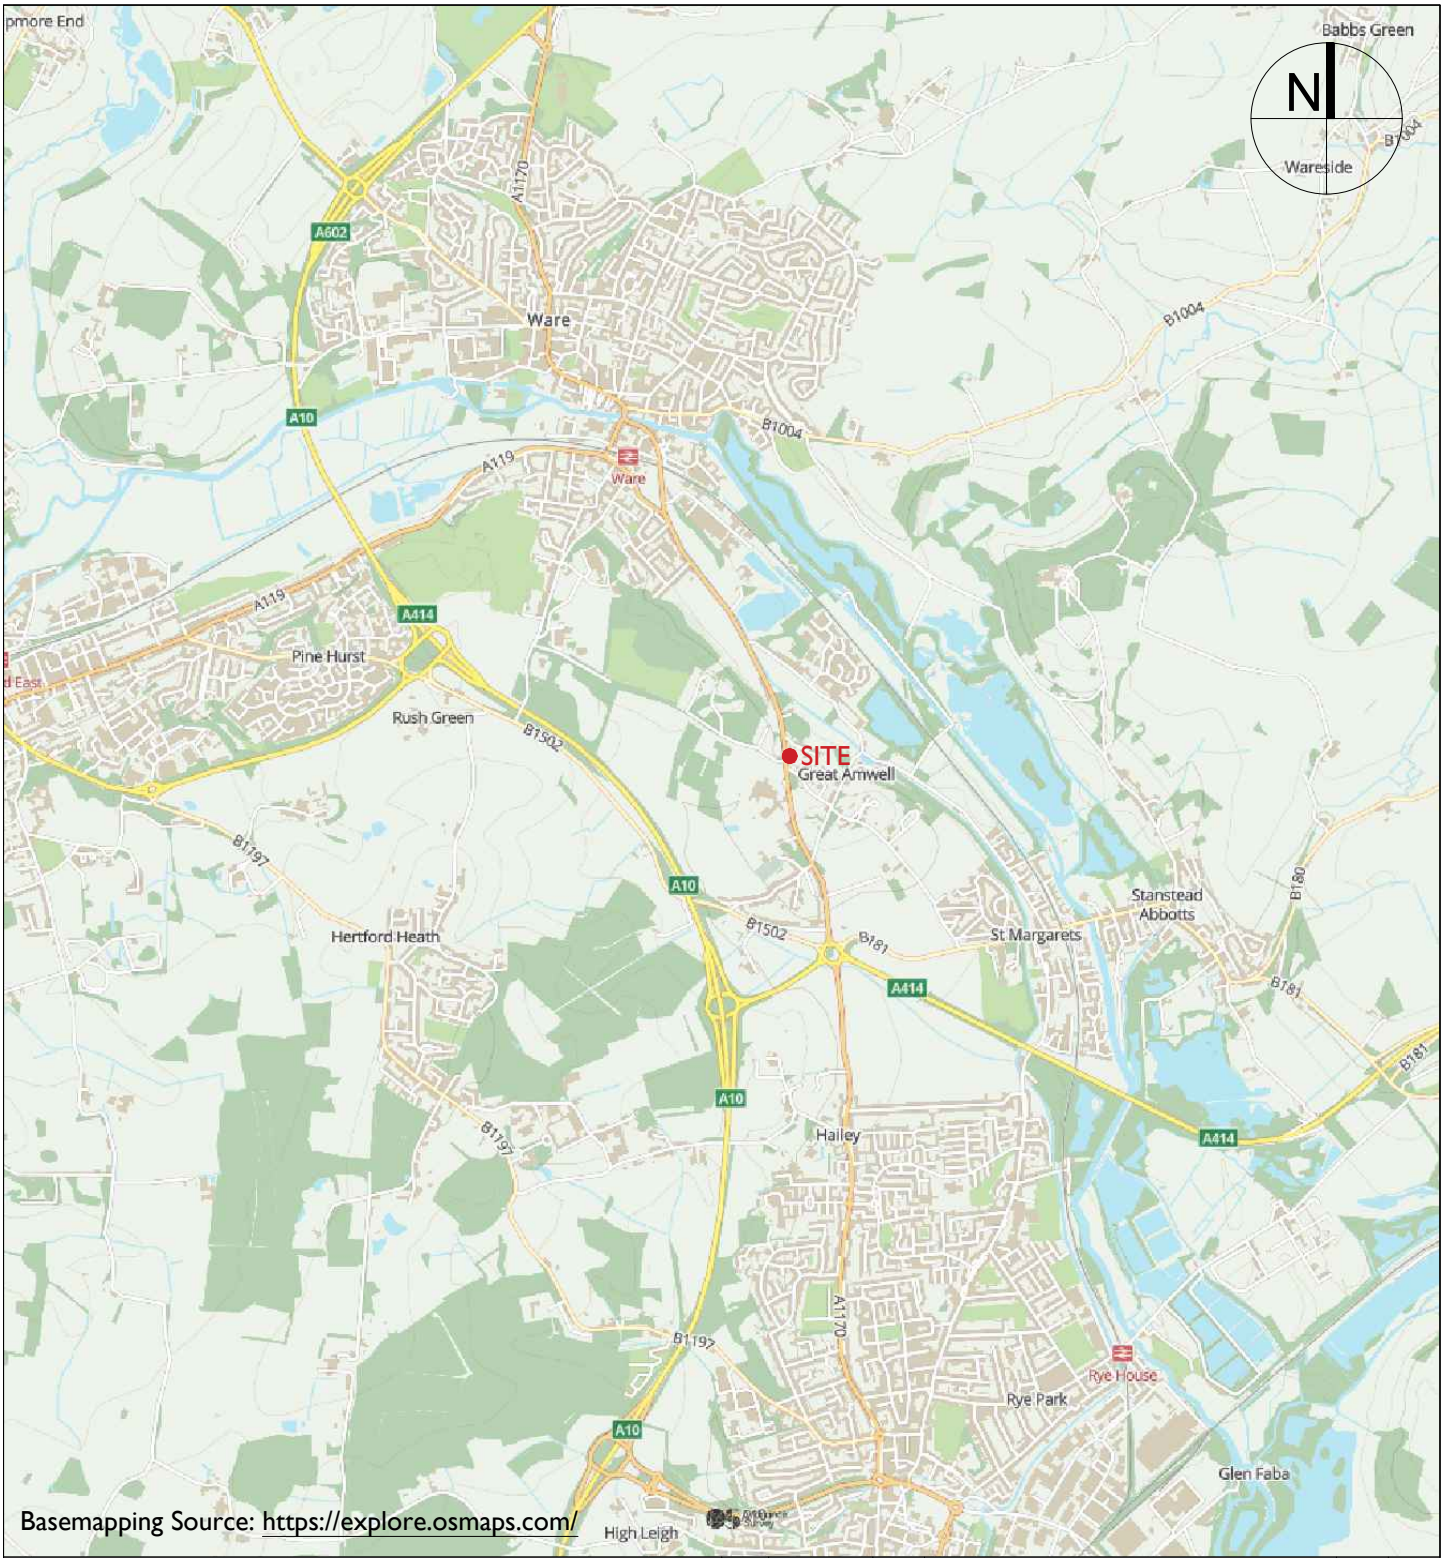 pmore End
Babbs Green
N
B1004
Wareside
A1170
A602
B1004
Ware
A10
B1004
A119
Ware
A119
A414
Pine Hurst
d East
Rush Green
B1502
SITE
Great Amwell
B1197
A10
B180
Stanstead
Abbotts
B1502
B181
St Margarets
Hertford Heath
A414
B181
B181
A10
Hailey
A414
B1197
A1170
B1197
Rye House
Rye Park
A10
Glen Faba
Basemapping Source: https://explore.osmaps.com/
High Leigh
Survey